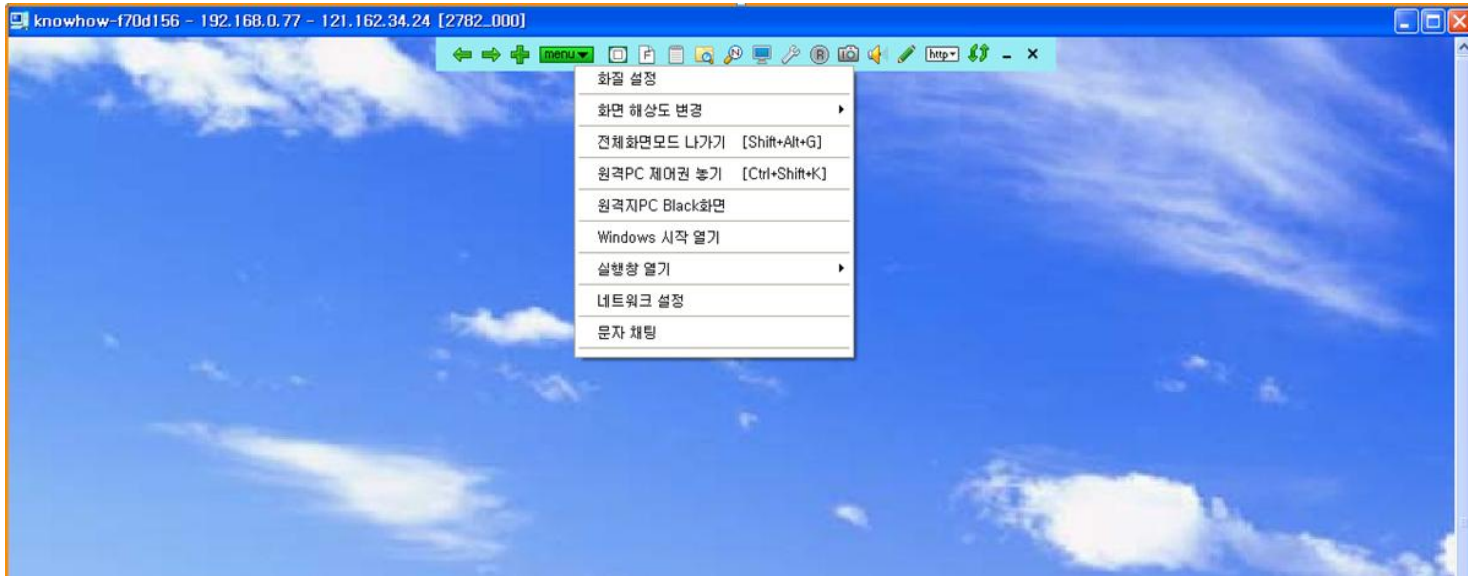 knowhow-f70d156 - 192.168.0.77 - 121.162.34.24 [2782_000]
menu F N R http
화질 설정
화면 해상도 변경
전체화면모드 나가기 [Shift+Alt+G]
원격PC 제어권 놓기 [Ctrl+Shift+K]
원격지PC Black화면
Windows 시작 열기
실행창 열기
네트워크 설정
문자 채팅